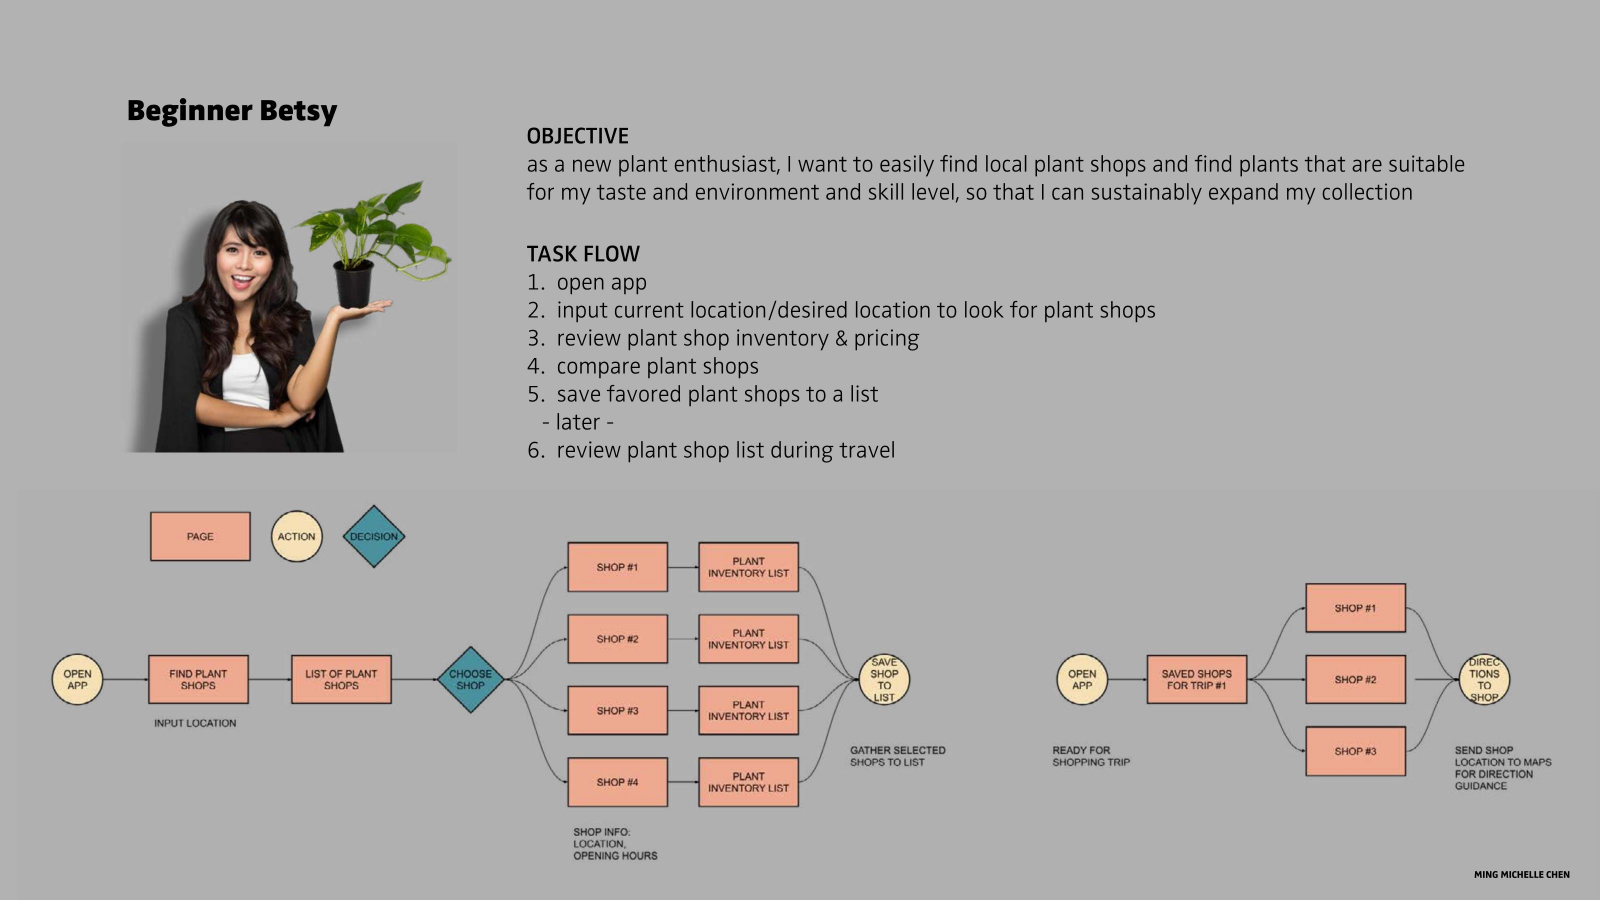 Beginner Betsy
OBJECTIVE
as a new plant enthusiast, I want to easily find local plant shops and find plants that are suitable
for my taste and environment and skill level, so that I can sustainably expand my collection
TASK FLOW
1. open app
2. input current location/desired location to look for plant shops
3. review plant shop inventory & pricing
4. compare plant shops
5. save favored plant shops to a list
- later -
6. review plant shop list during travel
PAGE
ACTION
DECISION
OPEN
APP
FIND PLANT
SHOPS
INPUT LOCATION
LIST OF PLANT
SHOPS
CHOOSE
SHOP
SHOP #1
PLANT
INVENTORY LIST
SHOP #2
PLANT
INVENTORY LIST
SHOP #3
PLANT
INVENTORY LIST
SHOP #4
PLANT
INVENTORY LIST
SHOP INFO:
LOCATION,
OPENING HOURS
SAVE
SHOP
TO
LIST
GATHER SELECTED
SHOPS TO LIST
OPEN
APP
READY FOR
SHOPPING TRIP
SAVED SHOPS
FOR TRIP #1
SHOP #1
SHOP #2
SHOP #3
DIREC
TIONS
TO
SHOP
SEND SHOP
LOCATION TO MAPS
FOR DIRECTION
GUIDANCE
MING MICHELLE CHEN